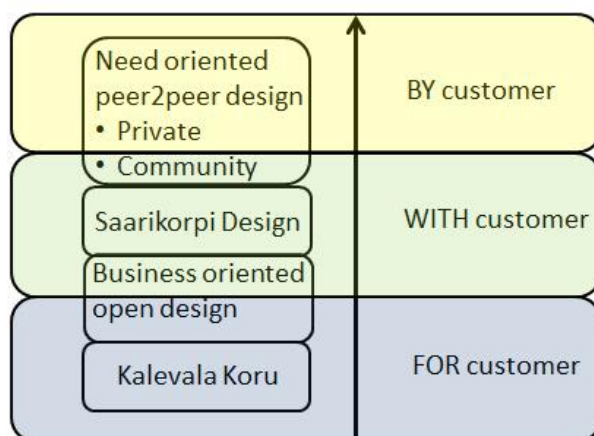 Need oriented
peer2peer design
• Private
• Community
BY customer
Saarikorpi Design
WITH customer
Business oriented
open design
Kalevala Koru
FOR customer